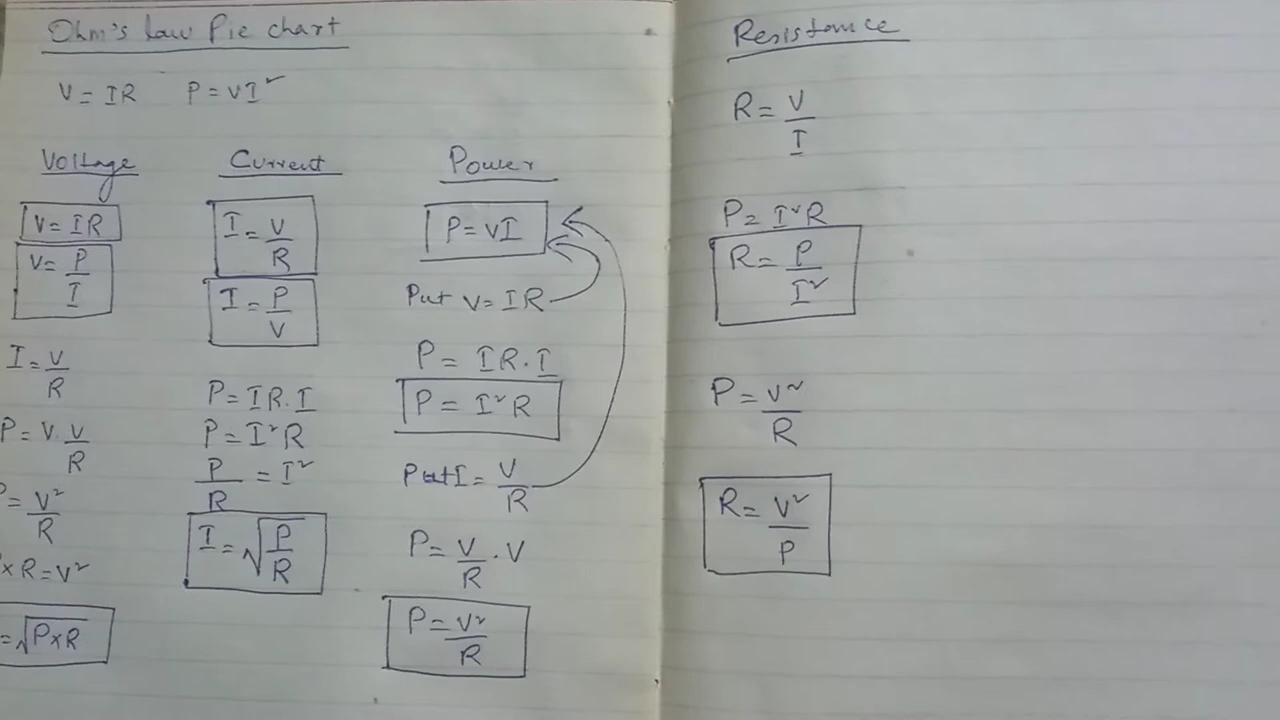 Ohm's law Pie chart
V = IR P = VI²
Voltage
V = IR
V = P/I
I = V/R
P = V. V/R
P = V²/R
× R = V²
= √P×R
Current
I = V/R
I = P/V
P = IR.I
P = I²R
P/R = I²
I = √P/R
Power
P = VI
Put V = IR
P = IR.I
P = I²R
Put I = V/R
P = V/R . V
P = V²/R
Resistance
R = V/I
P = I²R
R = P/I²
P = V²/R
R = V²/P